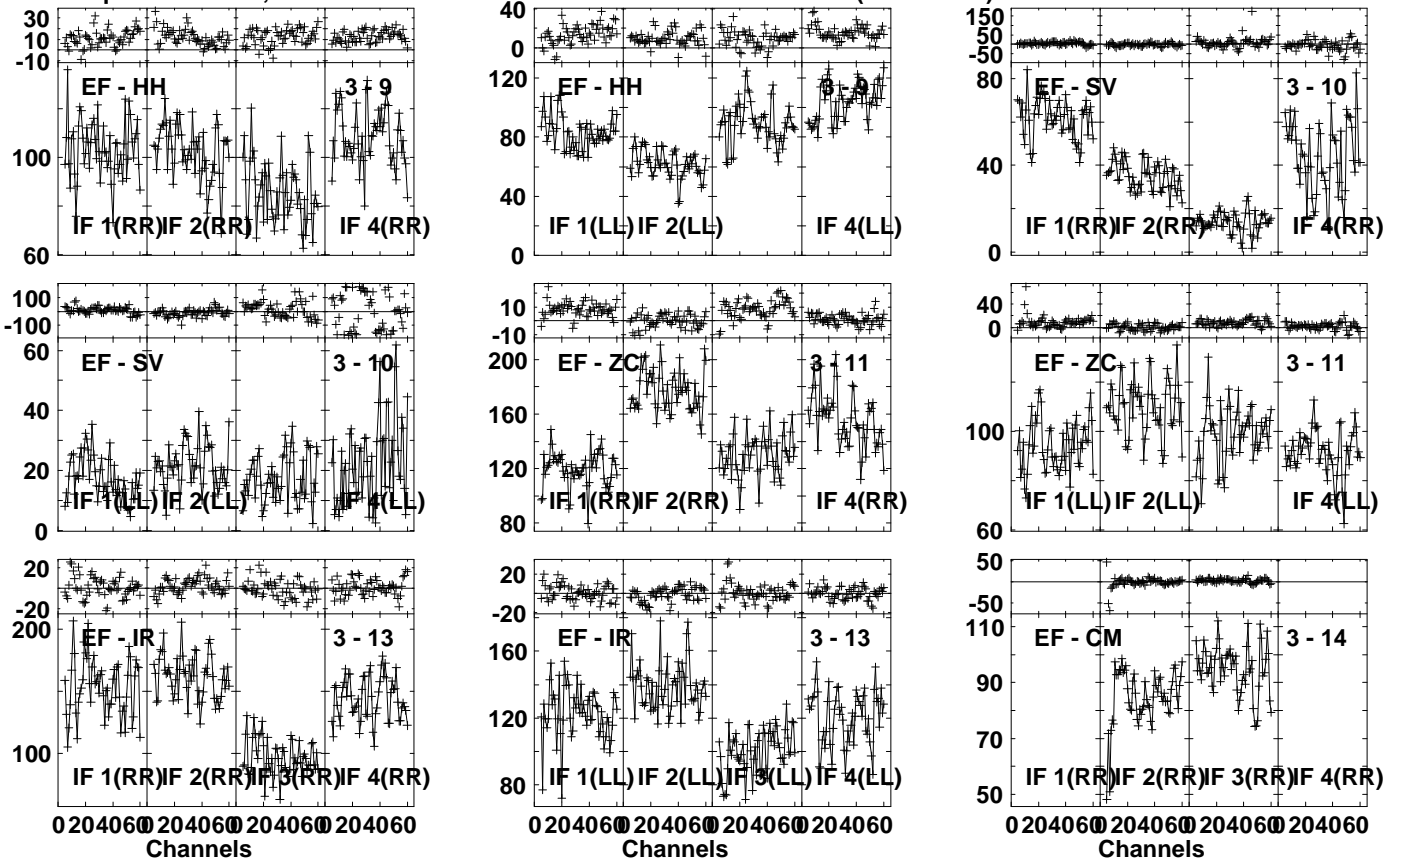 30
10
-10
EF - HH
3 - 9
100
60
IF 1(RR)
IF 2(RR)
IF 4(RR)
40
0
120
80
40
0
EF - HH
3 - 9
IF 1(LL)
IF 2(LL)
IF 4(LL)
150
50
-50
80
40
0
EF - SV
3 - 10
IF 1(RR)
IF 2(RR)
IF 4(RR)
100
-100
60
40
20
0
EF - SV
3 - 10
IF 1(LL)
IF 2(LL)
IF 4(LL)
10
-10
200
160
120
80
EF - ZC
3 - 11
IF 1(RR)
IF 2(RR)
IF 4(RR)
40
0
100
60
EF - ZC
3 - 11
IF 1(LL)
IF 2(LL)
IF 4(LL)
20
-20
200
100
EF - IR
3 - 13
IF 1(RR)
IF 2(RR)
IF 3(RR)
IF 4(RR)
0 20 40 60 0 20 40 60 0 20 40 60 0 20 40 60
Channels
20
-20
160
120
80
EF - IR
3 - 13
IF 1(LL)
IF 2(LL)
IF 3(LL)
IF 4(LL)
0 20 40 60 0 20 40 60 0 20 40 60 0 20 40 60
Channels
50
-50
110
90
70
50
EF - CM
3 - 14
IF 1(RR)
IF 2(RR)
IF 3(RR)
IF 4(RR)
0 20 40 60 0 20 40 60 0 20 40 60 0 20 40 60
Channels